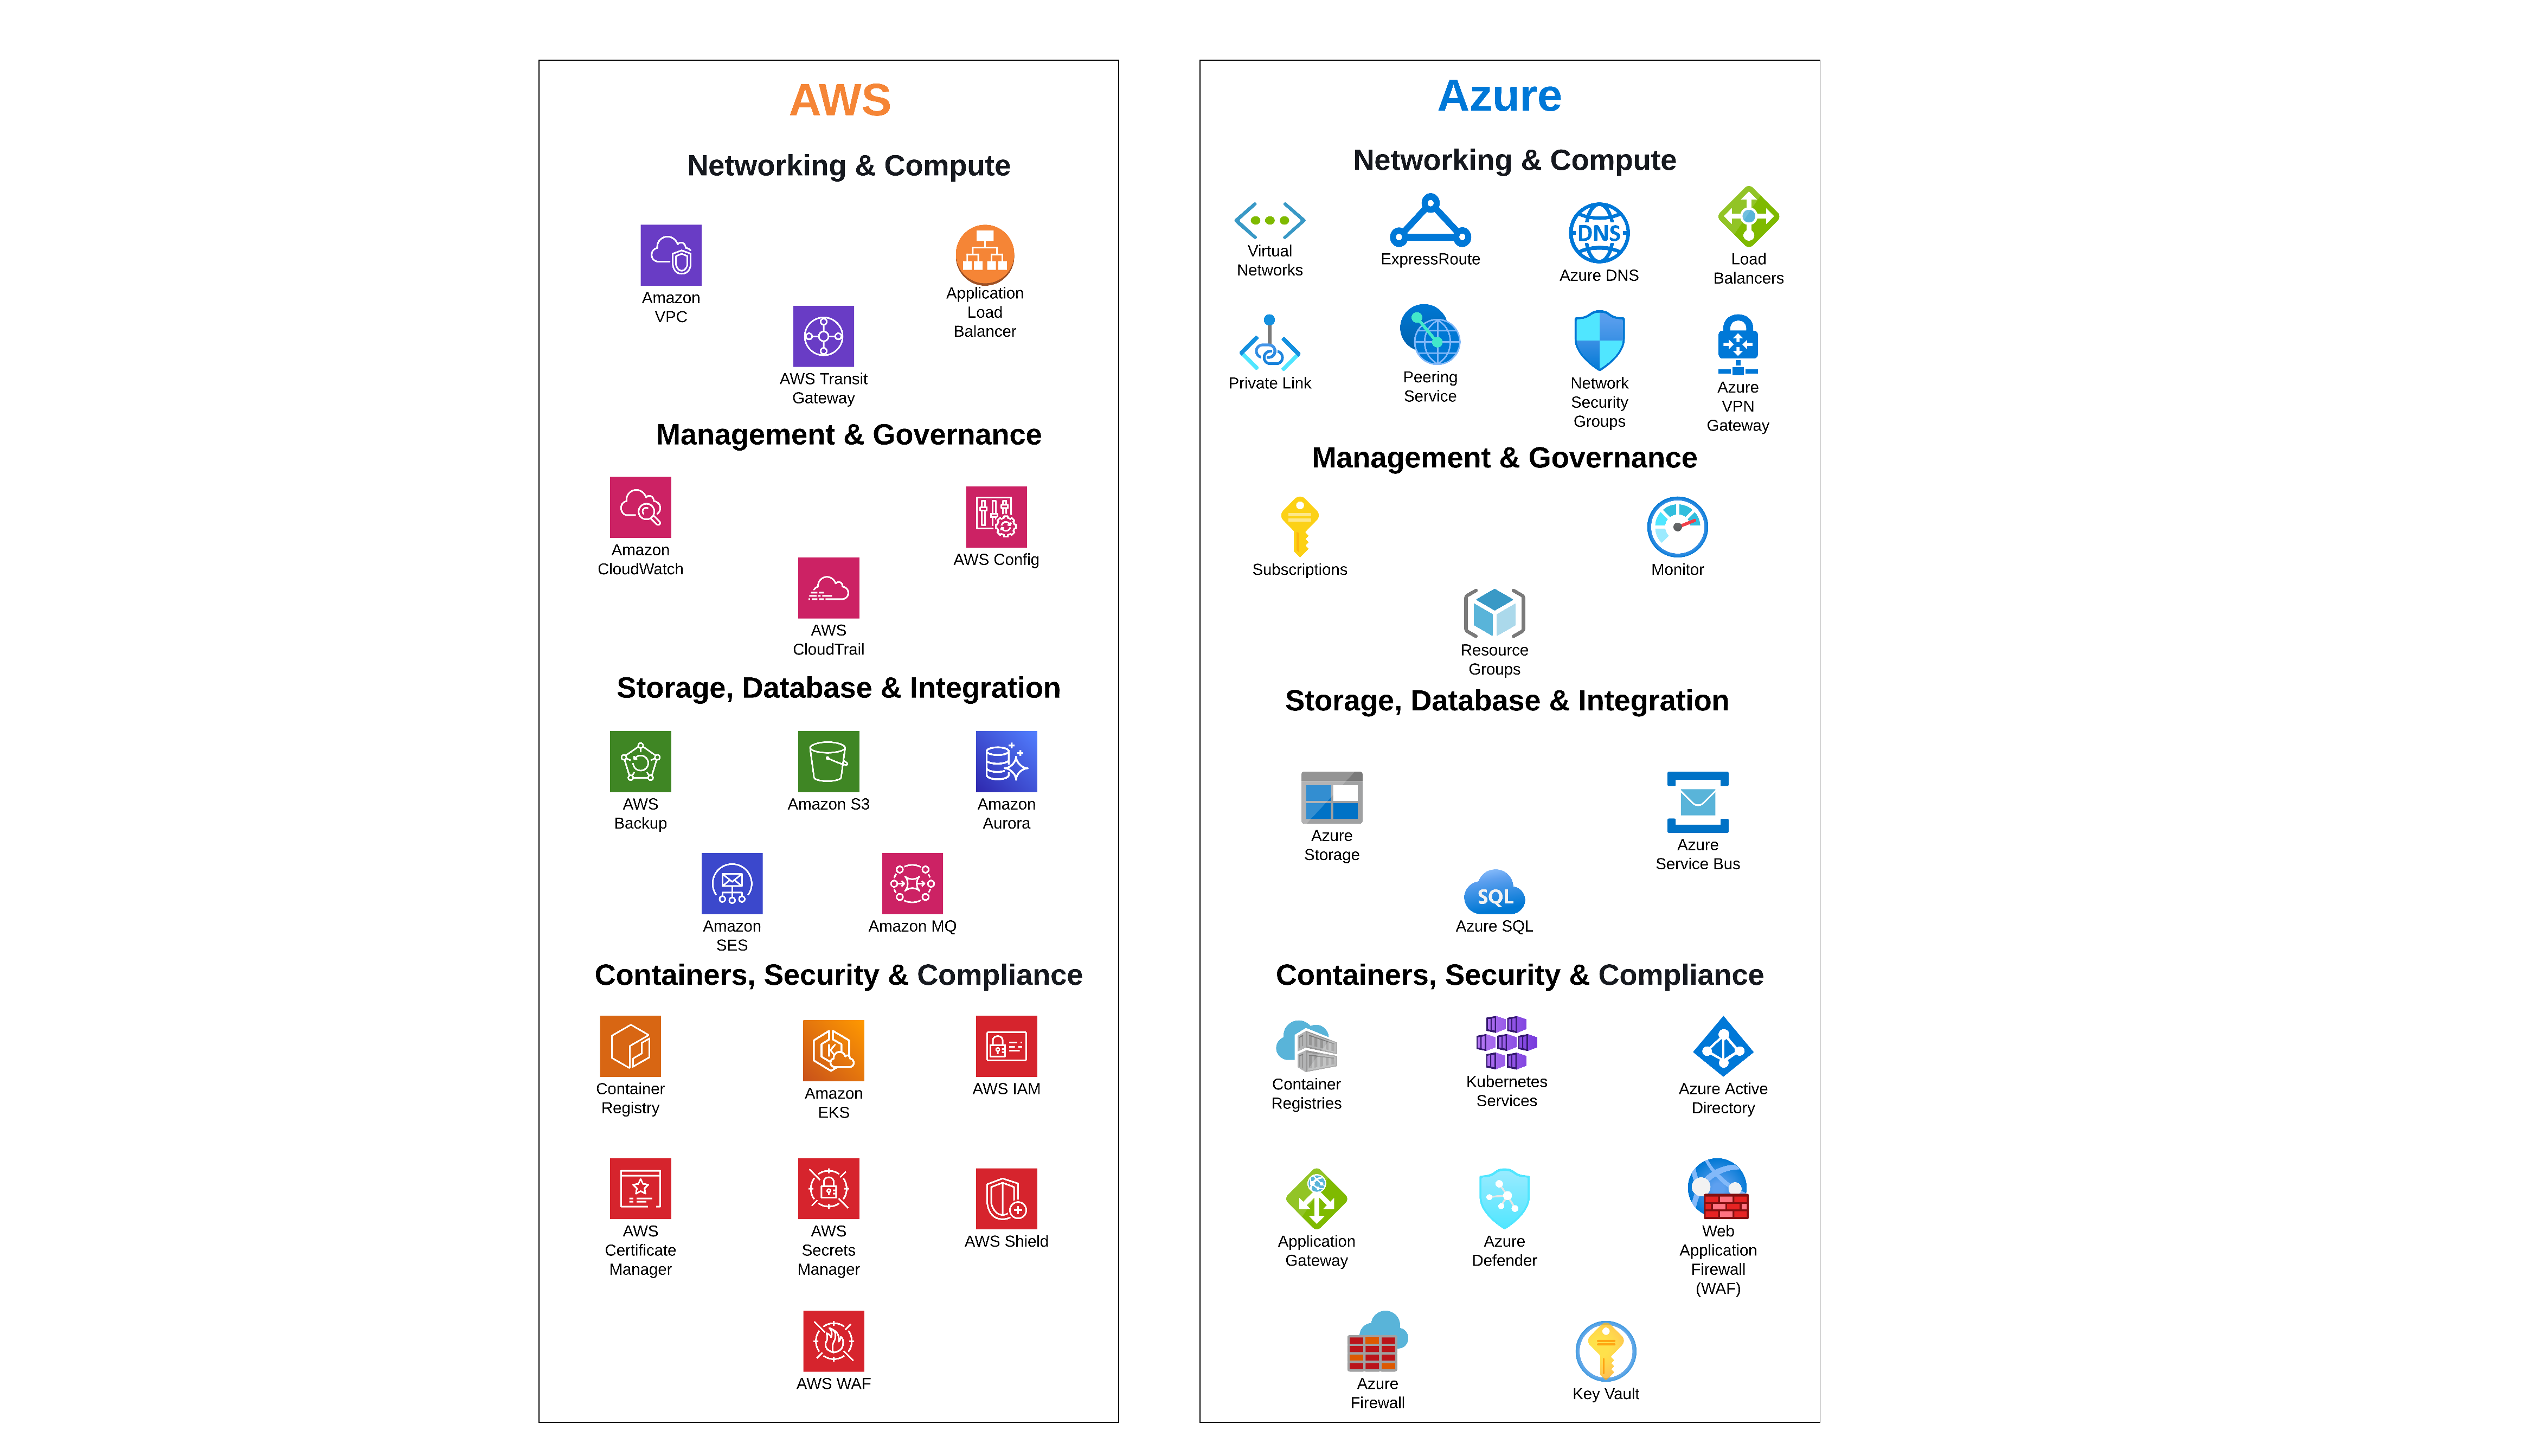 AWS
Networking & Compute
Amazon
VPC
Application
Load
Balancer
AWS Transit
Gateway
Management & Governance
Amazon
CloudWatch
AWS Config
AWS
CloudTrail
Storage, Database & Integration
AWS
Backup
Amazon S3
Amazon
Aurora
Amazon
SES
Amazon MQ
Containers, Security & Compliance
Container
Registry
Amazon
EKS
AWS IAM
AWS
Certificate
Manager
AWS
Secrets
Manager
AWS Shield
AWS WAF
Azure
Networking & Compute
Virtual
Networks
ExpressRoute
DNS
Azure DNS
Load
Balancers
Private Link
Peering
Service
Network
Security
Groups
Azure
VPN
Gateway
Management & Governance
Subscriptions
Monitor
Resource
Groups
Storage, Database & Integration
Azure
Storage
Azure
Service Bus
SQL
Azure SQL
Containers, Security & Compliance
Container
Registries
Kubernetes
Services
Azure Active
Directory
Application
Gateway
Azure
Defender
Web
Application
Firewall
(WAF)
Azure
Firewall
Key Vault